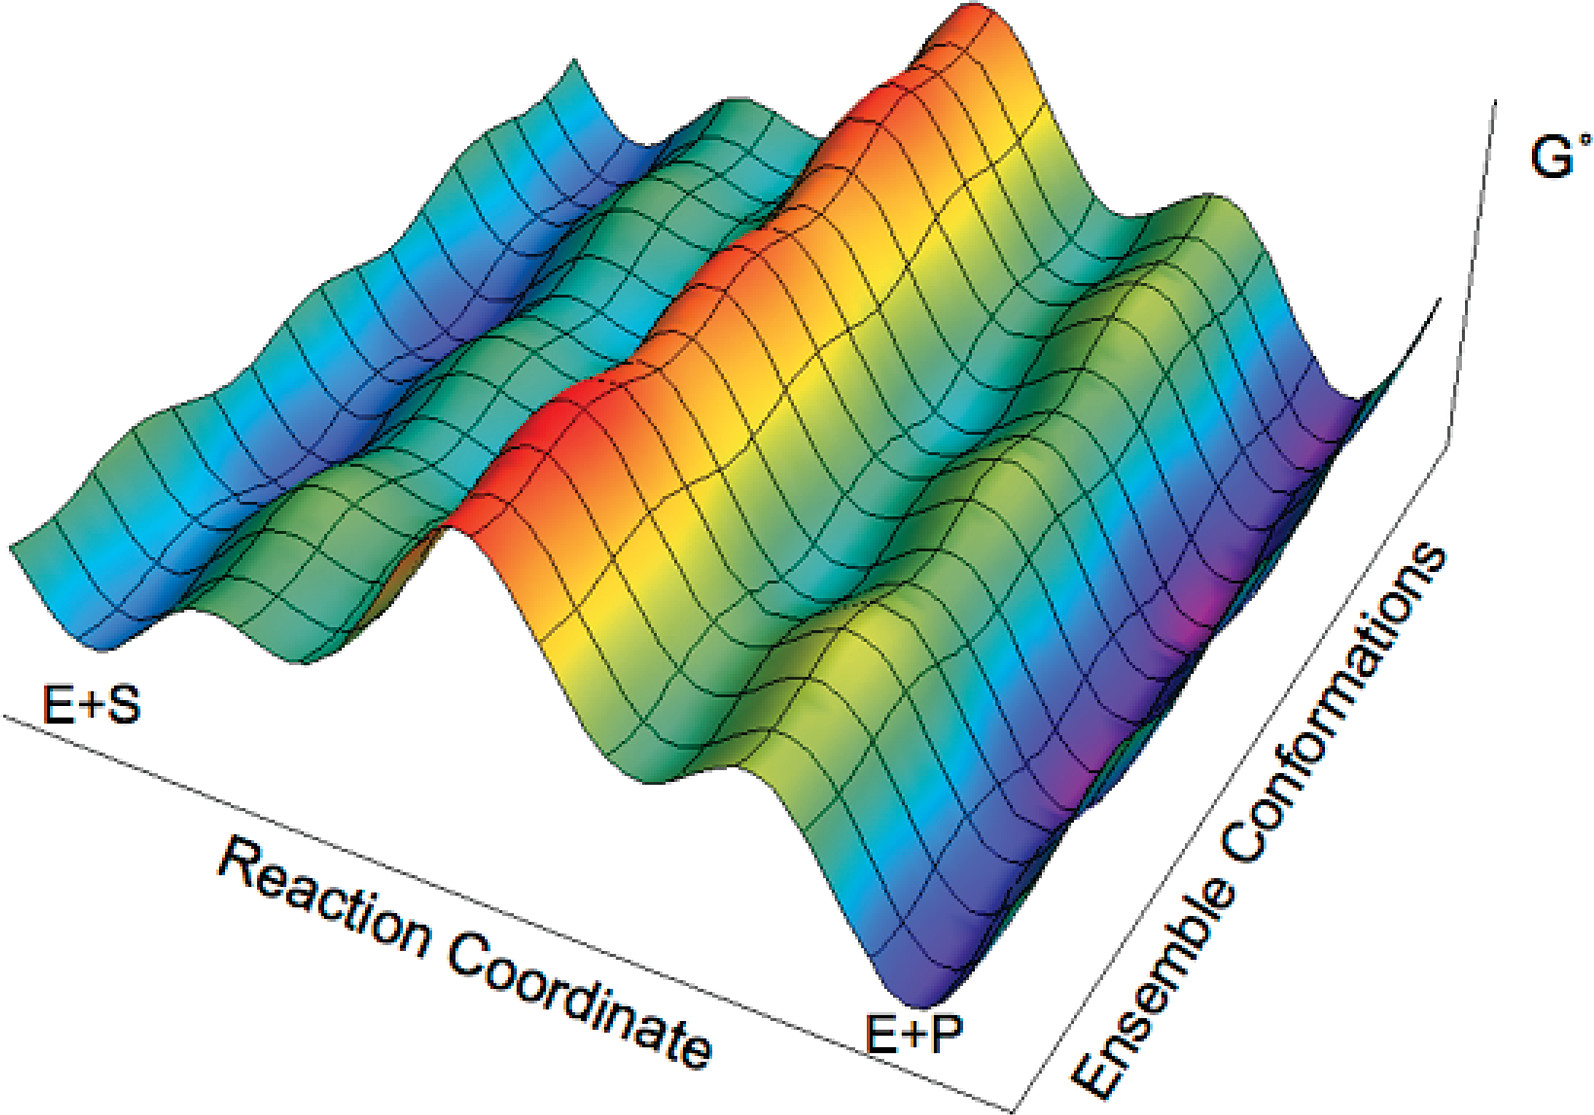 G°
E+S
Reaction Coordinate
E+P
Ensemble Conformations